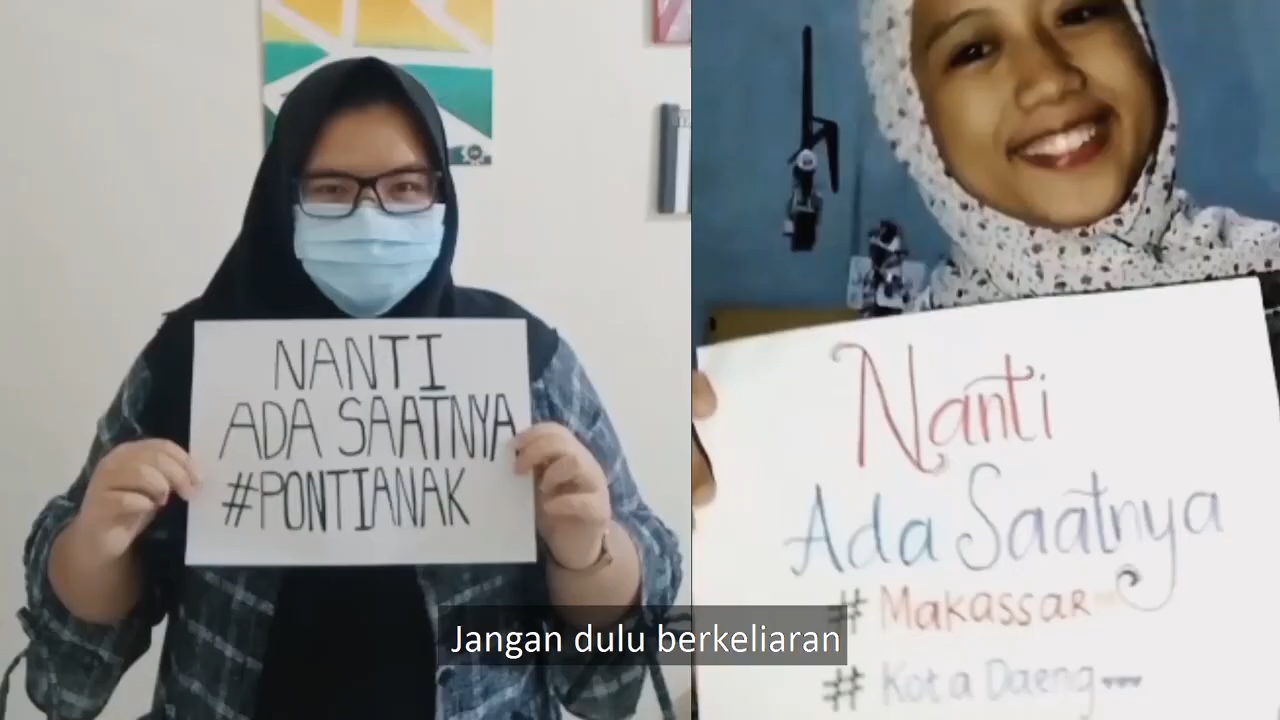 NANTI
ADA SAATNYA
#PONTIANAK
Nanti
Ada Saatnya
# Makassar
# Kota Daeng
Jangan dulu berkeliaran